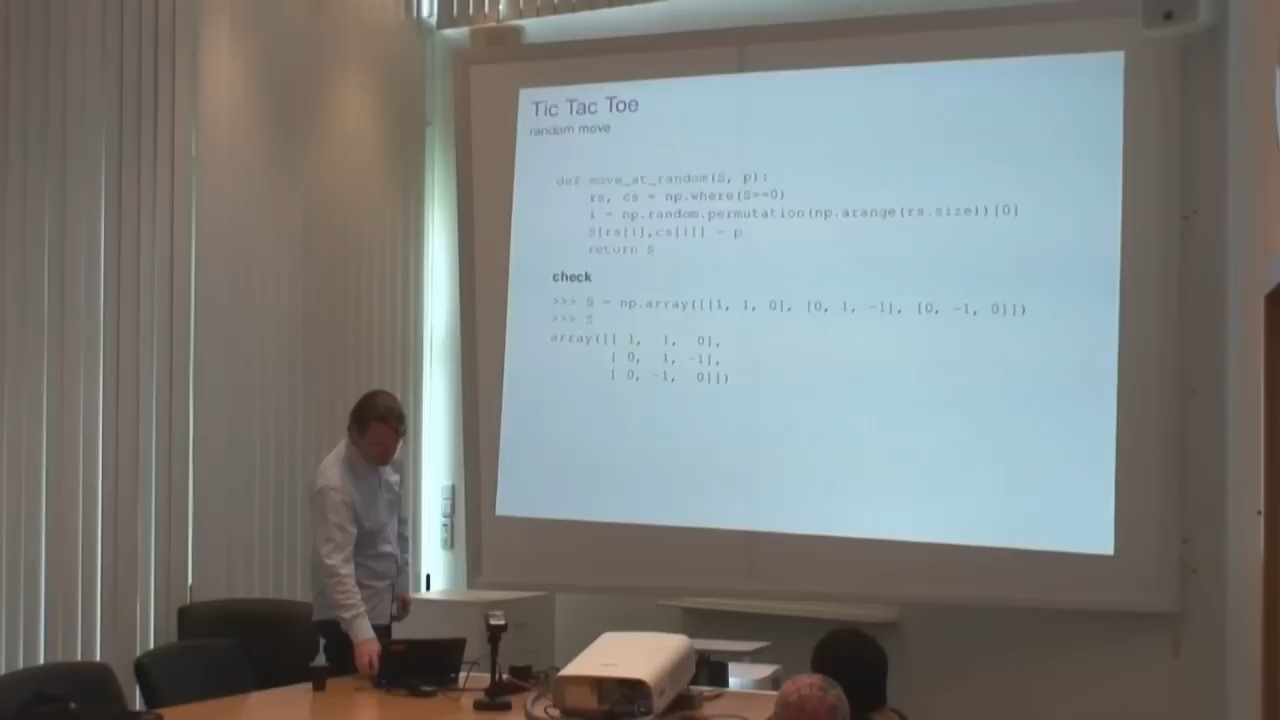 Tic Tac Toe
random move
def move_at_random(S, p):
rs, cs = np.where(S==0)
i = np.random.permutation(np.arange(rs.size))[0]
S[rs[i],cs[i]] = p
return S
check
>>> S = np.array([[1, 1, 0], [0, 1, -1], [0, -1, 0]])
>>> S
array([[ 1, 1, 0],
[ 0, 1, -1],
[ 0, -1, 0]])